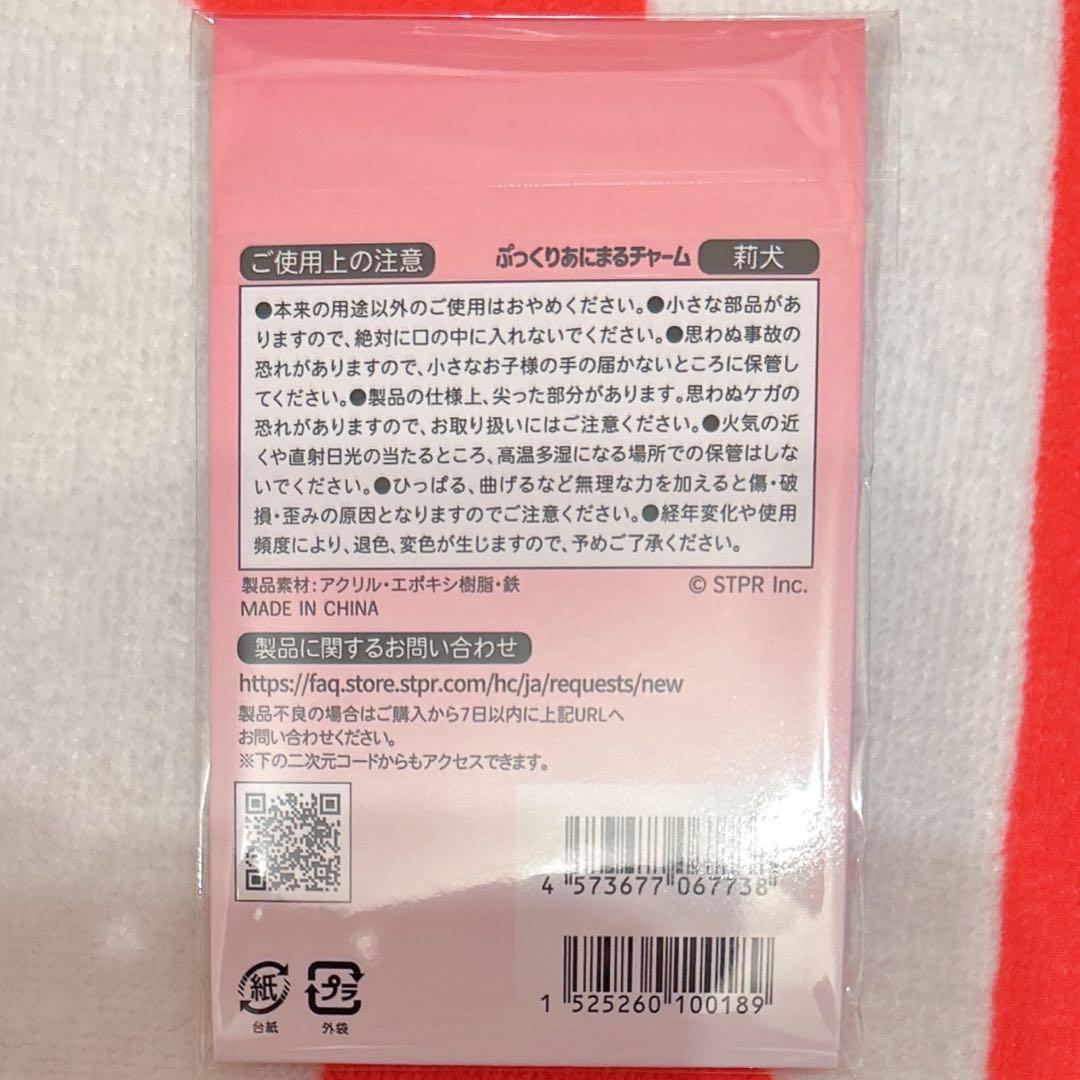 ご使用上の注意
ぷっくりあにまるチャーム 莉犬
●本来の用途以外のご使用はおやめください。●小さな部品があ
りますので、絶対に口の中に入れないでください。●思わぬ事故の
恐れがありますので、小さなお子様の手の届かないところに保管し
てください。●製品の仕様上、尖った部分があります。思わぬケガの
恐れがありますので、お取り扱いにはご注意ください。●火気の近
くや直射日光の当たるところ、高温多湿になる場所での保管はしな
いでください。●ひっぱる、曲げるなど無理な力を加えると傷・破
損・歪みの原因となりますのでご注意ください。●経年変化や使用
頻度により、退色、変色が生じますので、予めご了承ください。
製品素材:アクリル・エポキシ樹脂・鉄
© STPR Inc.
MADE IN CHINA
製品に関するお問い合わせ
https://faq.store.stpr.com/hc/ja/requests/new
製品不良の場合はご購入から7日以内に上記URLへ
お問い合わせください。
※下の二次元コードからもアクセスできます。
4 573677 067738
1 525260 100189
紙
台紙
プラ
外袋